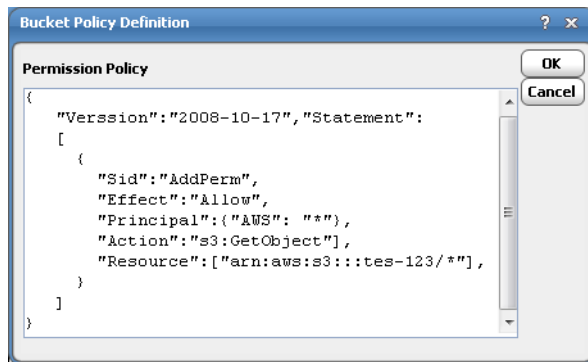 Bucket Policy Definition ? x
Permission Policy
OK
Cancel
{
"Verssion":"2008-10-17","Statement":
[
{
"Sid":"AddPerm",
"Effect":"Allow",
"Principal":{"AWS": "*"},
"Action":"s3:GetObject"],
"Resource":["arn:aws:s3:::tes-123/*"],
}
]
}